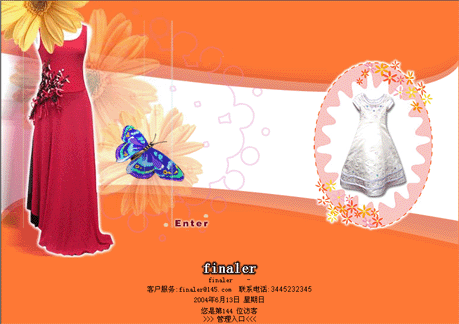 Enter
finaler
finaler -
客户服务:finaler@145.com 联系电话:3445232345
2004年6月13日 星期日
您是第144 位访客
>>> 管理入口<<<